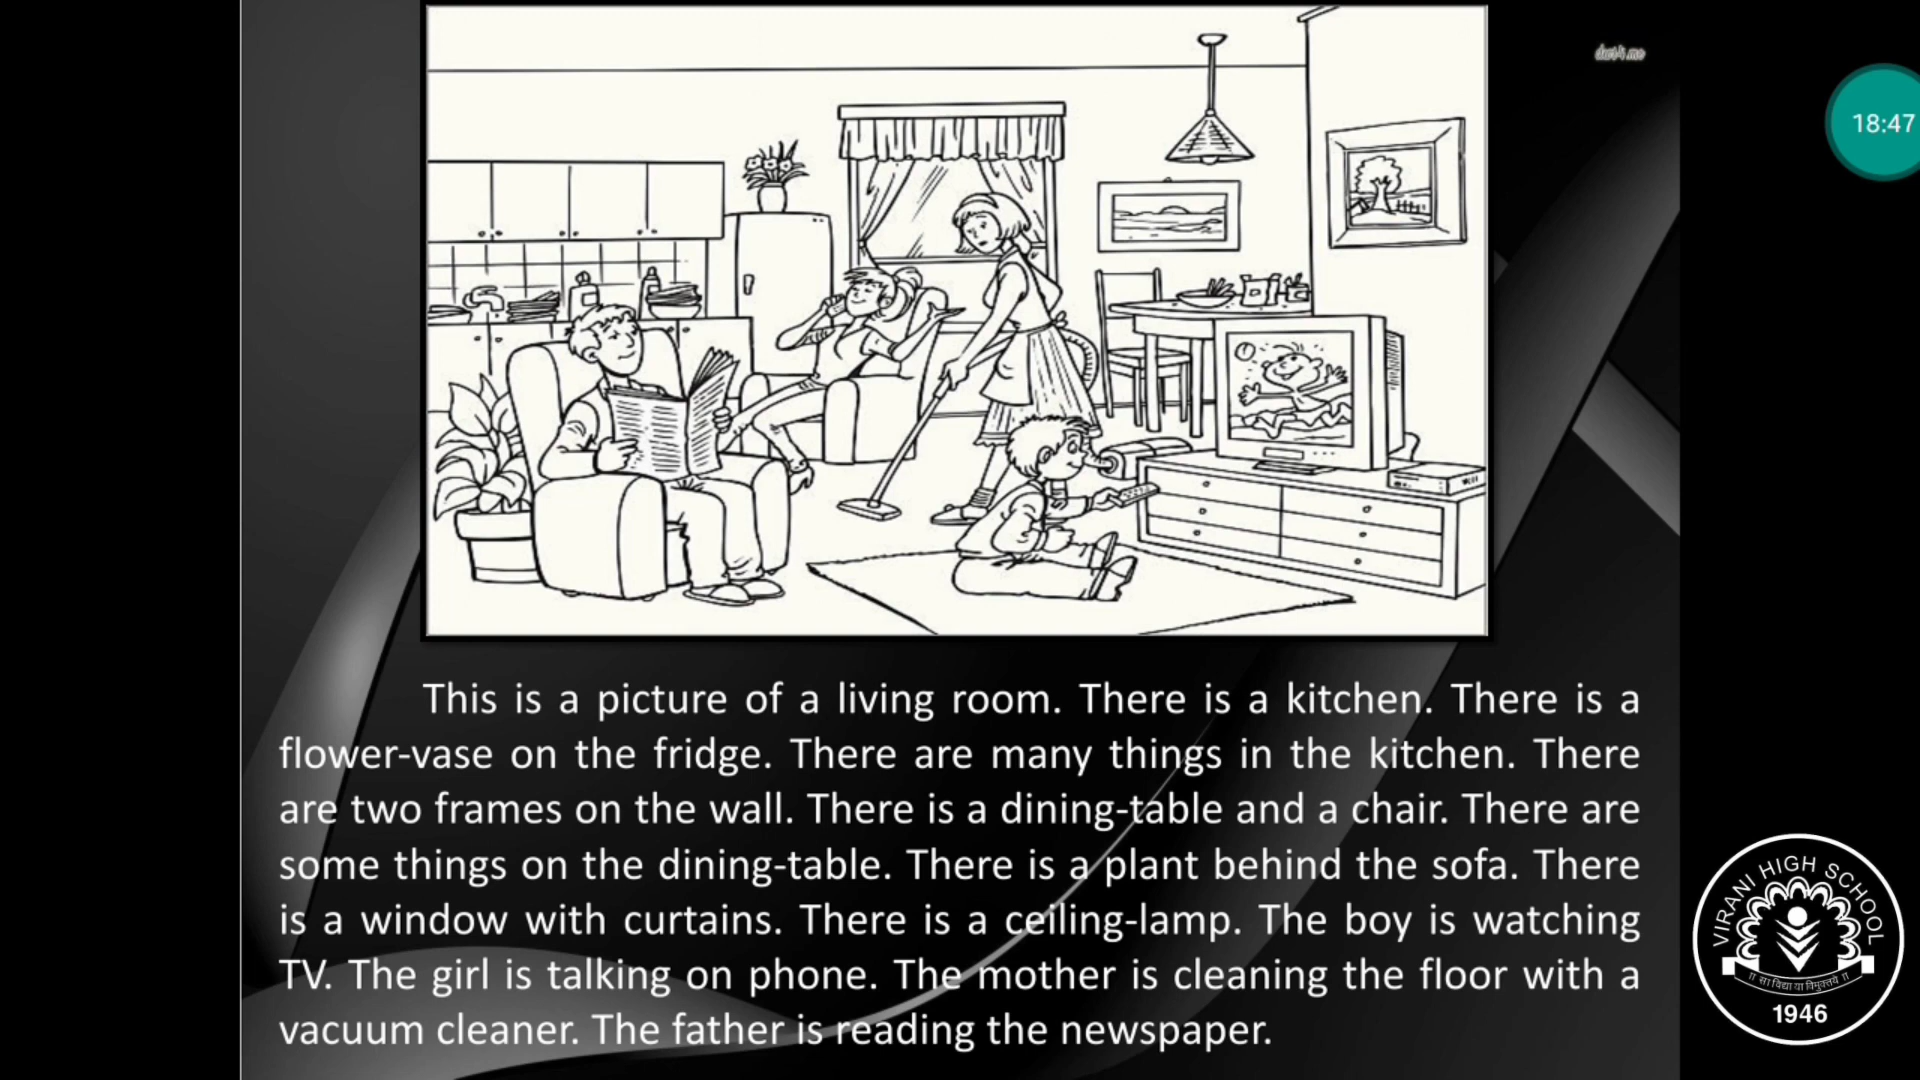 18:47
This is a picture of a living room. There is a kitchen. There is a
flower-vase on the fridge. There are many things in the kitchen. There
are two frames on the wall. There is a dining-table and a chair. There are
some things on the dining-table. There is a plant behind the sofa. There
is a window with curtains. There is a ceiling-lamp. The boy is watching
TV. The girl is talking on phone. The mother is cleaning the floor with a
vacuum cleaner. The father is reading the newspaper.
VIRANI HIGH SCHOOL
॥ सा विद्या या विमुक्तये ॥
1946